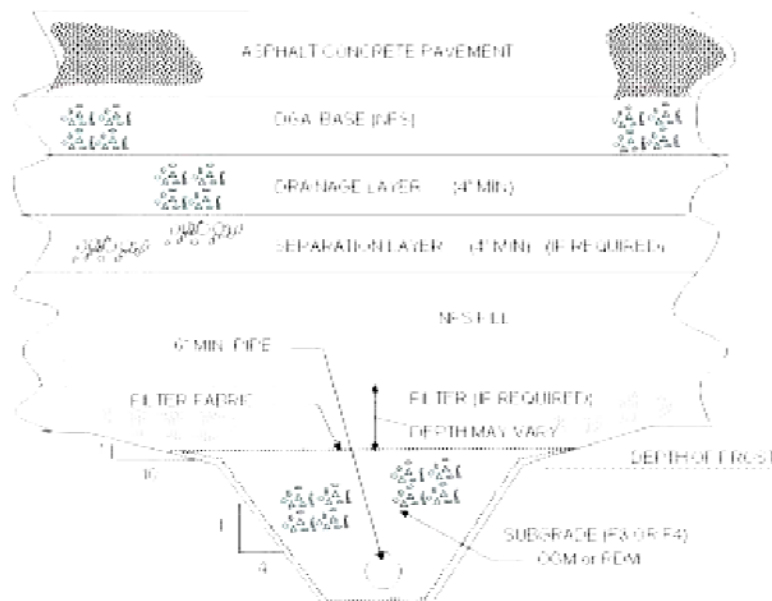 ASPHALT CONCRETE PAVEMENT
DGA BASE (NFS)
DRAINAGE LAYER (4" MIN)
SEPARATION LAYER (4" MIN) (IF REQUIRED)
NFS FILL
6" MIN. PIPE
FILTER FABRIC
FILTER (IF REQUIRED)
DEPTH MAY VARY
DEPTH OF FROST
1
10
1
SUBGRADE (F3 OR F4)
OGM or RDM